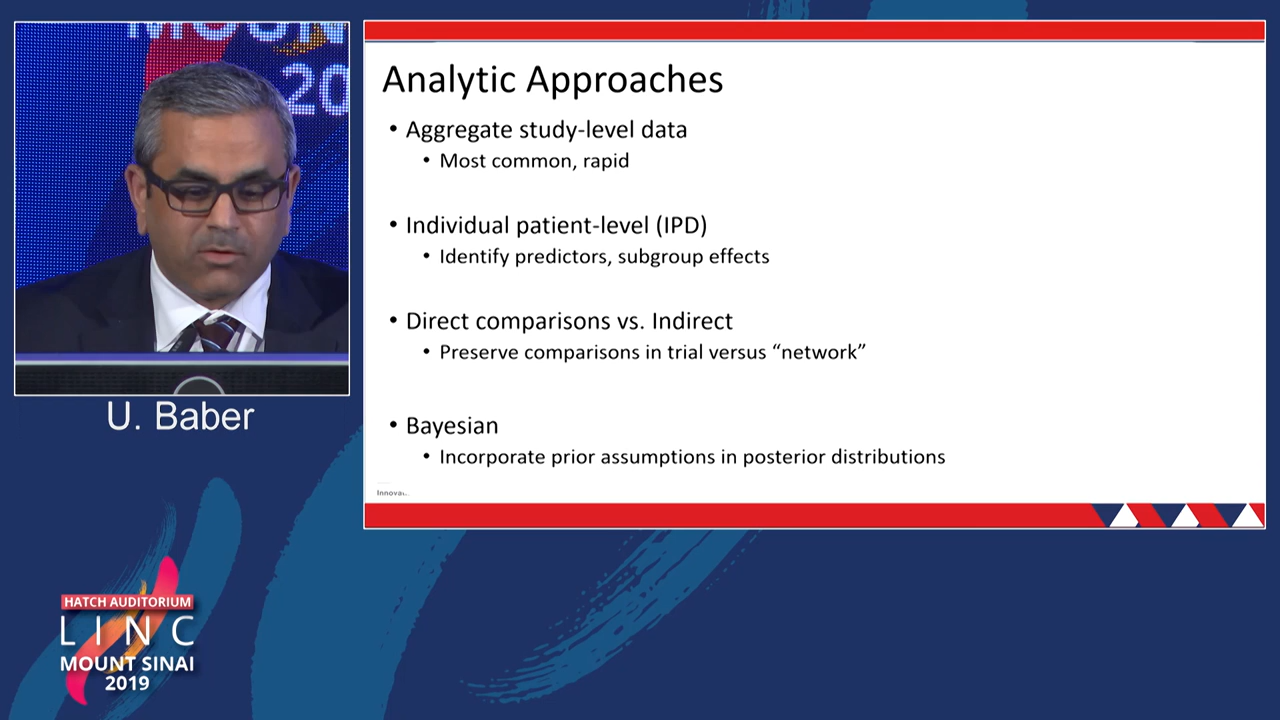 20
U. Baber
Analytic Approaches
• Aggregate study-level data
• Most common, rapid
• Individual patient-level (IPD)
• Identify predictors, subgroup effects
• Direct comparisons vs. Indirect
• Preserve comparisons in trial versus “network”
• Bayesian
• Incorporate prior assumptions in posterior distributions
HATCH AUDITORIUM
LINC
MOUNT SINAI
2019